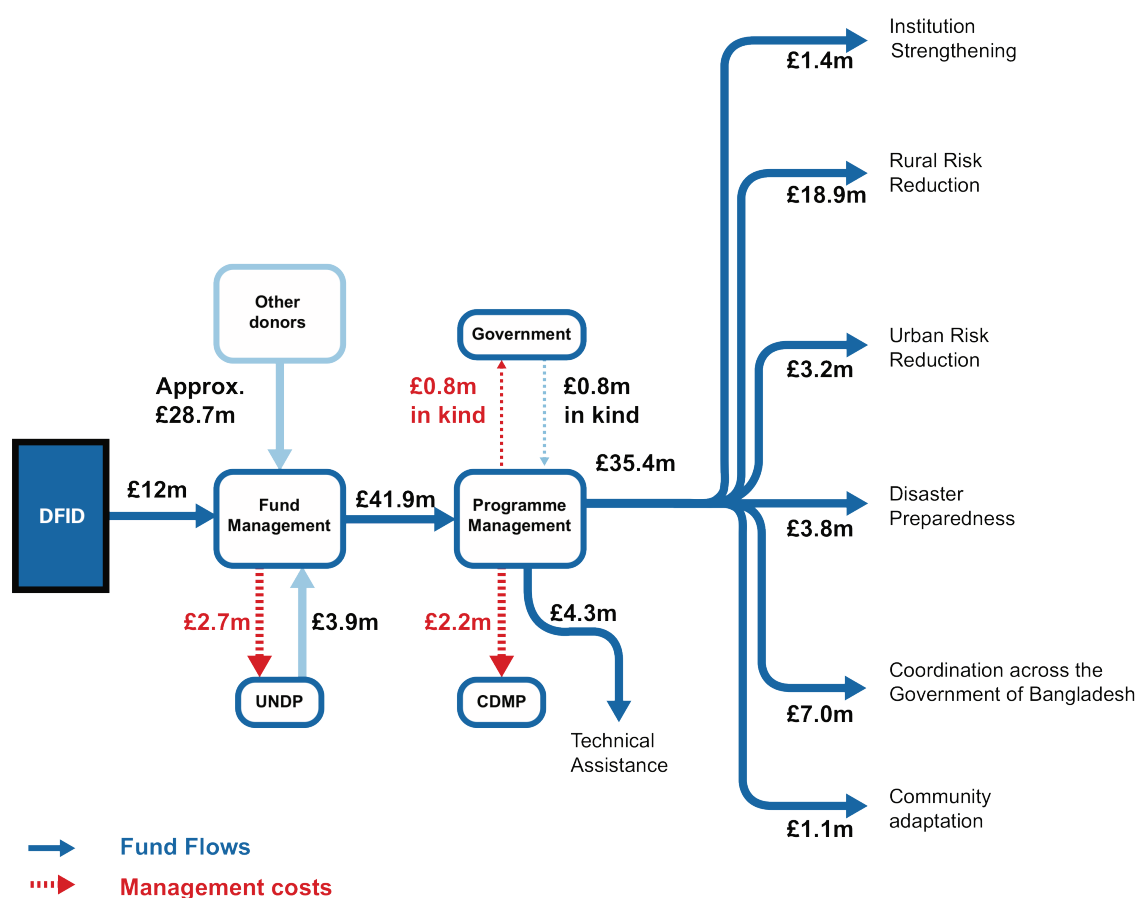 Institution
Strengthening
£1.4m
Rural Risk
Reduction
£18.9m
Other
donors
Government
Urban Risk
Reduction
£3.2m
Approx.
£28.7m
£0.8m
in kind
£0.8m
in kind
£35.4m
DFID
£12m
Fund
Management
£41.9m
Programme
Management
Disaster
Preparedness
£3.8m
£2.7m
£3.9m
£2.2m
£4.3m
UNDP
CDMP
Technical
Assistance
Coordination across the
Government of Bangladesh
£7.0m
Community
adaptation
£1.1m
Fund Flows
Management costs